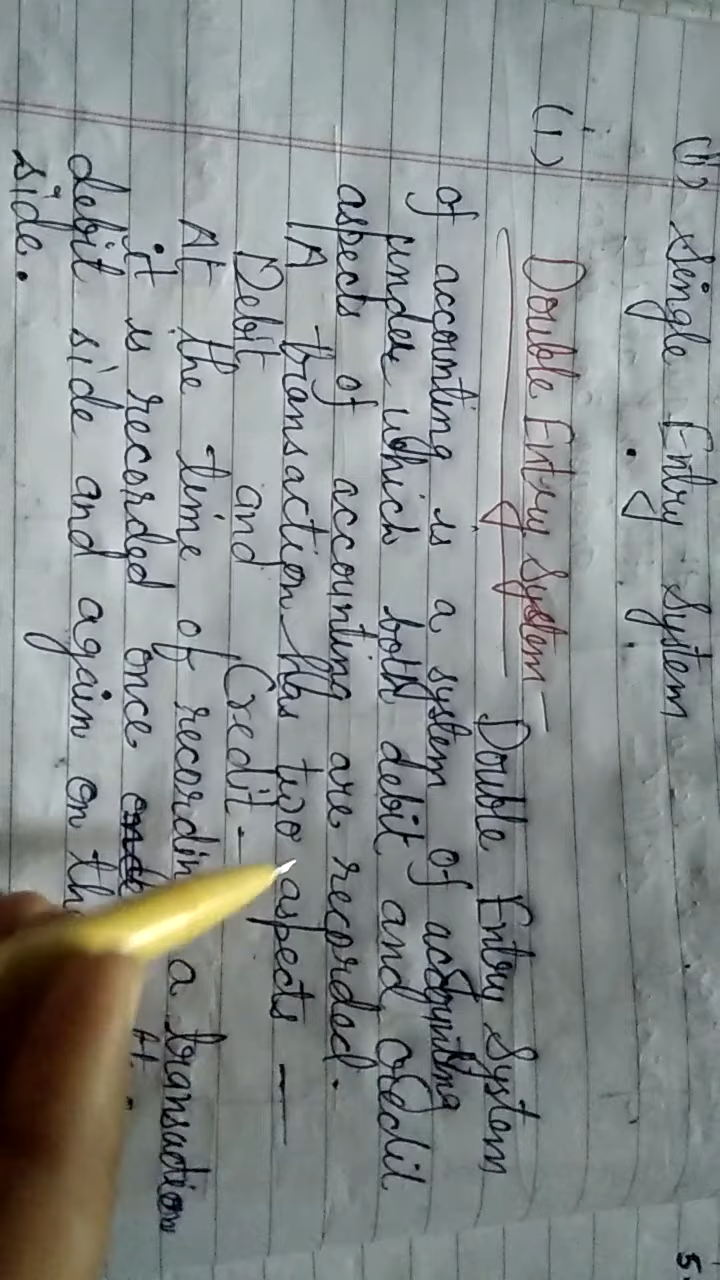 5
(ii) Single Entry System
(i) Double Entry System –
Double Entry System
of accounting is a system of accounting
under which both debit and credit
aspects of accounting are recorded.
A transaction has two aspects —
Debit and Credit -
At the time of recordin a transaction
it is recorded once
debit side and again on the
side.